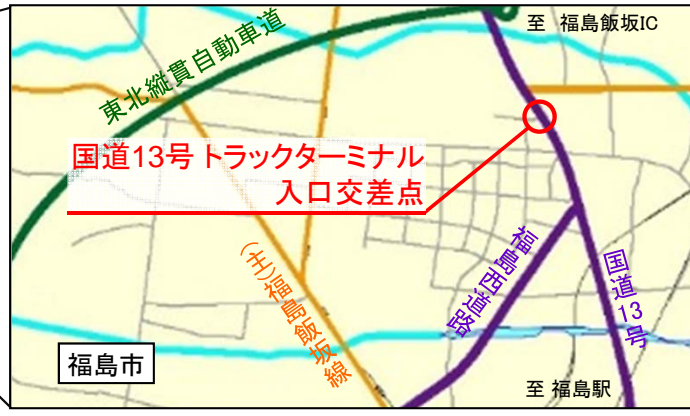 至 福島飯坂IC
東北縦貫自動車道
国道13号 トラックターミナル
入口交差点
福島西道路
国道13号
(主)福島飯坂線
福島市
至 福島駅